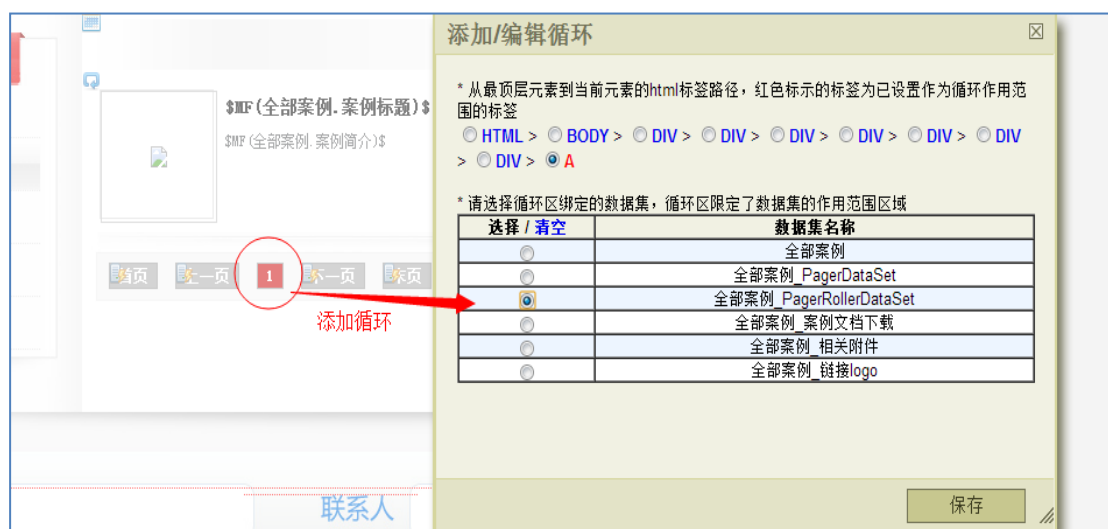 添加/编辑循环
* 从最顶层元素到当前元素的html标签路径，红色标示的标签为已设置作为循环作用范
围的标签
HTML > BODY > DIV > DIV > DIV > DIV > DIV > DIV
> DIV > A
* 请选择循环区绑定的数据集，循环区限定了数据集的作用范围区域
选择 / 清空 数据集名称
全部案例
全部案例_PagerDataSet
全部案例_PagerRollerDataSet
全部案例_案例文档下载
全部案例_相关附件
全部案例_链接logo
保存
$MF(全部案例.案例标题)$
$MF(全部案例.案例简介)$
首页 上一页 1 下一页 末页
添加循环
联系人